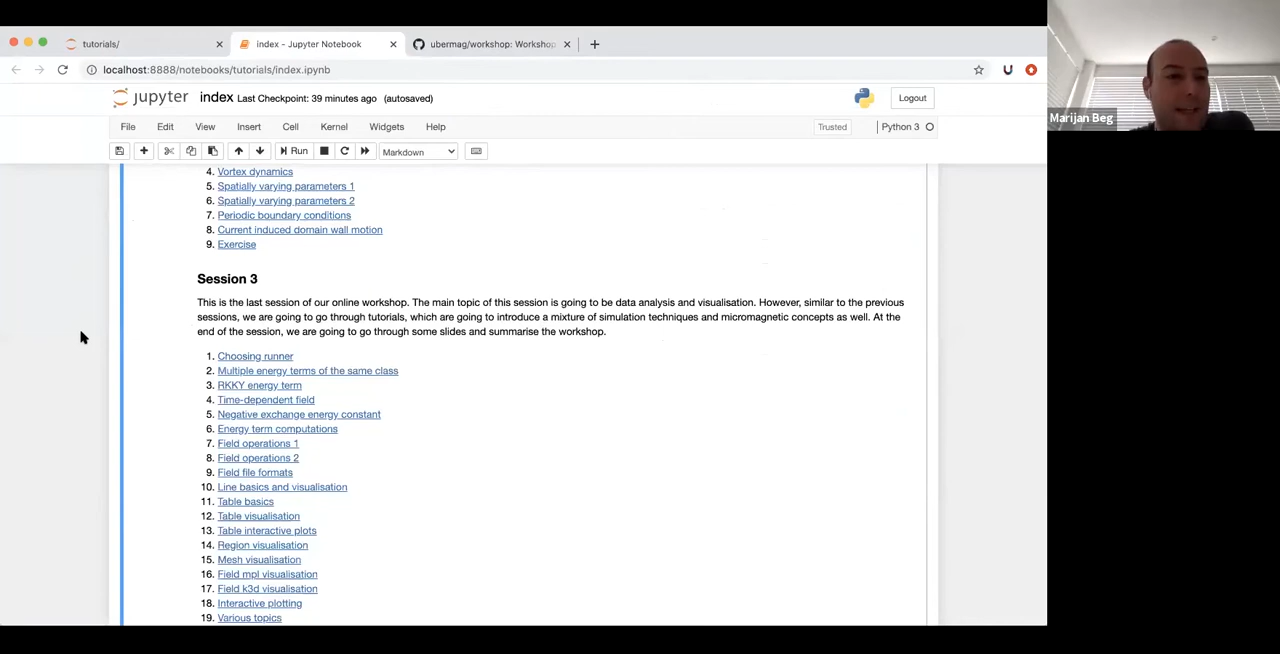 tutorials/
index - Jupyter Notebook
ubermag/workshop: Workshop
localhost:8888/notebooks/tutorials/index.ipynb
jupyter index Last Checkpoint: 39 minutes ago (autosaved)
Logout
File Edit View Insert Cell Kernel Widgets Help
Trusted
Python 3
Run
Markdown
Marijan Beg
4. Vortex dynamics
5. Spatially varying parameters 1
6. Spatially varying parameters 2
7. Periodic boundary conditions
8. Current induced domain wall motion
9. Exercise
Session 3
This is the last session of our online workshop. The main topic of this session is going to be data analysis and visualisation. However, similar to the previous
sessions, we are going to go through tutorials, which are going to introduce a mixture of simulation techniques and micromagnetic concepts as well. At the
end of the session, we are going to go through some slides and summarise the workshop.
1. Choosing runner
2. Multiple energy terms of the same class
3. RKKY energy term
4. Time-dependent field
5. Negative exchange energy constant
6. Energy term computations
7. Field operations 1
8. Field operations 2
9. Field file formats
10. Line basics and visualisation
11. Table basics
12. Table visualisation
13. Table interactive plots
14. Region visualisation
15. Mesh visualisation
16. Field mpl visualisation
17. Field k3d visualisation
18. Interactive plotting
19. Various topics